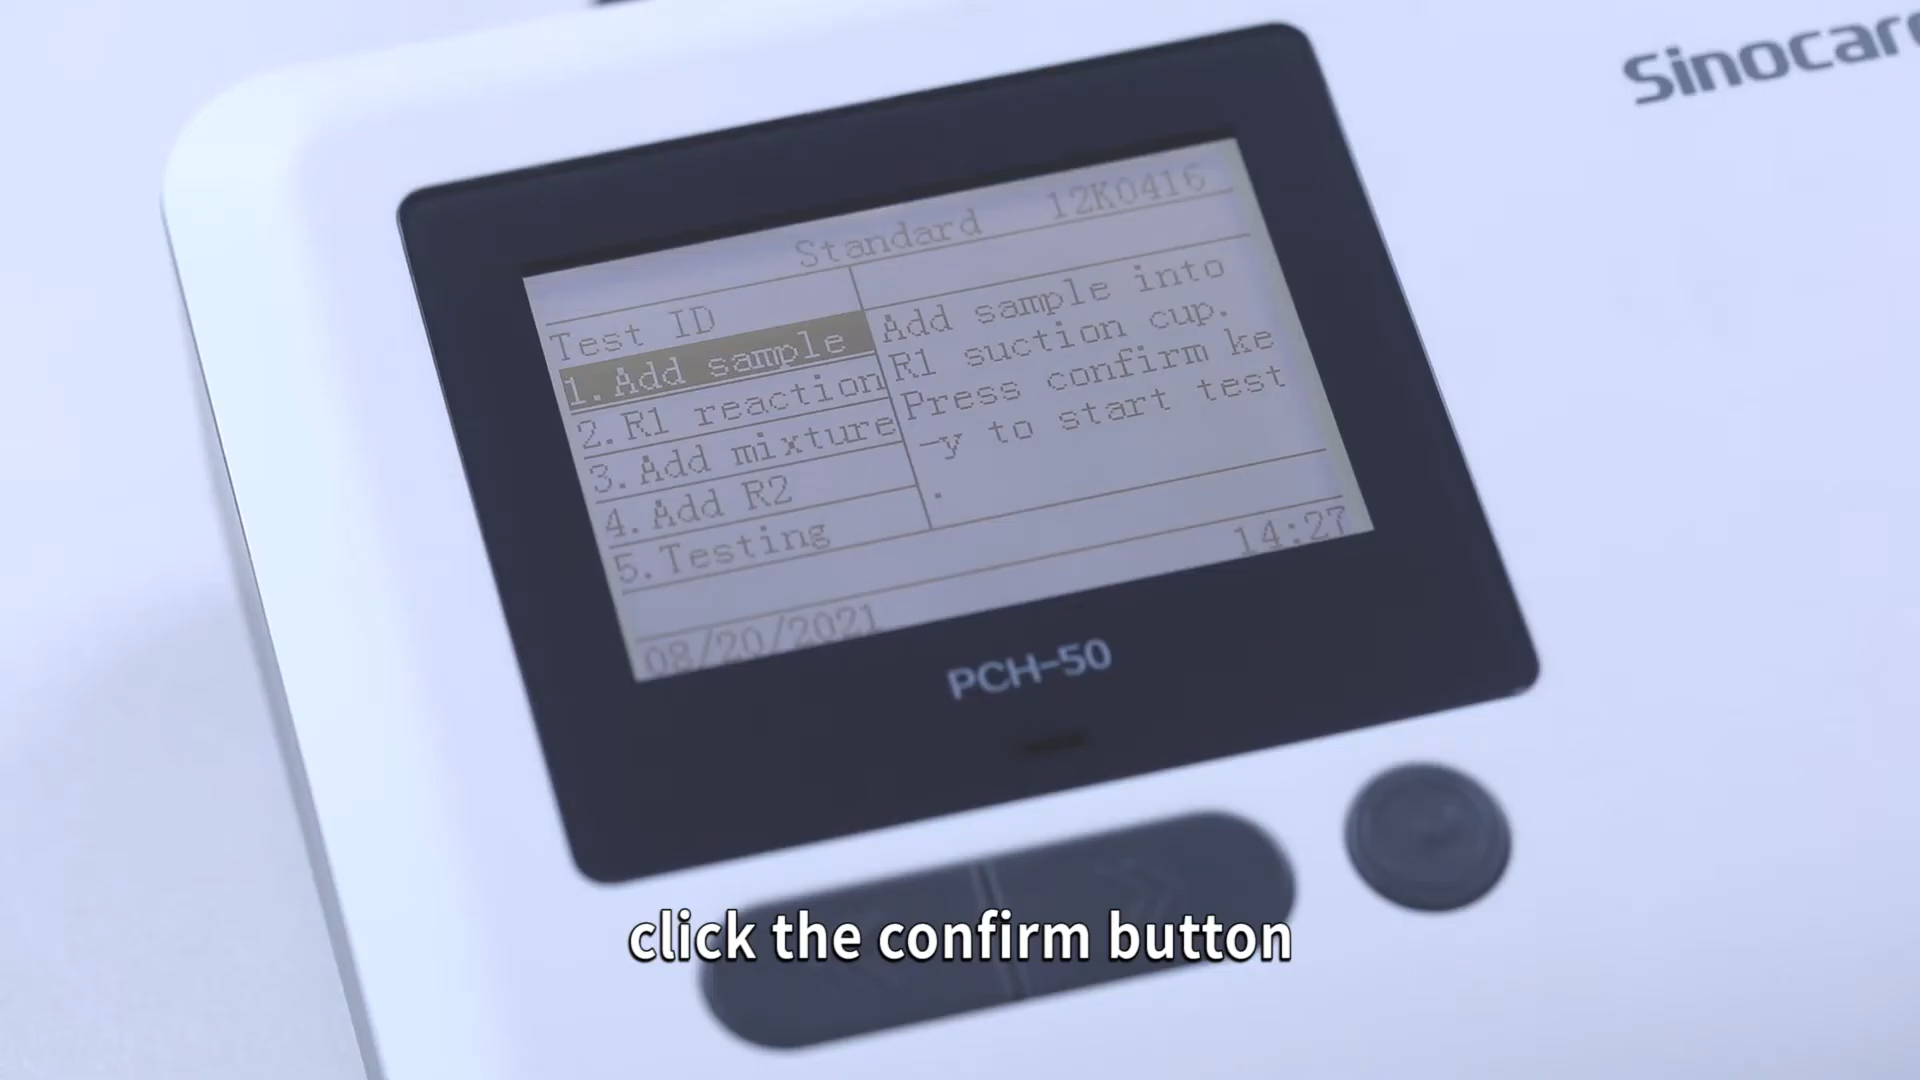 Sinocar
Standard 12K0416
Test ID
1.Add sample
2.R1 reaction
3.Add mixture
4.Add R2
5.Testing
Add sample into
R1 suction cup.
Press confirm ke
-y to start test
.
08/20/2021 14:27
PCH-50
click the confirm button